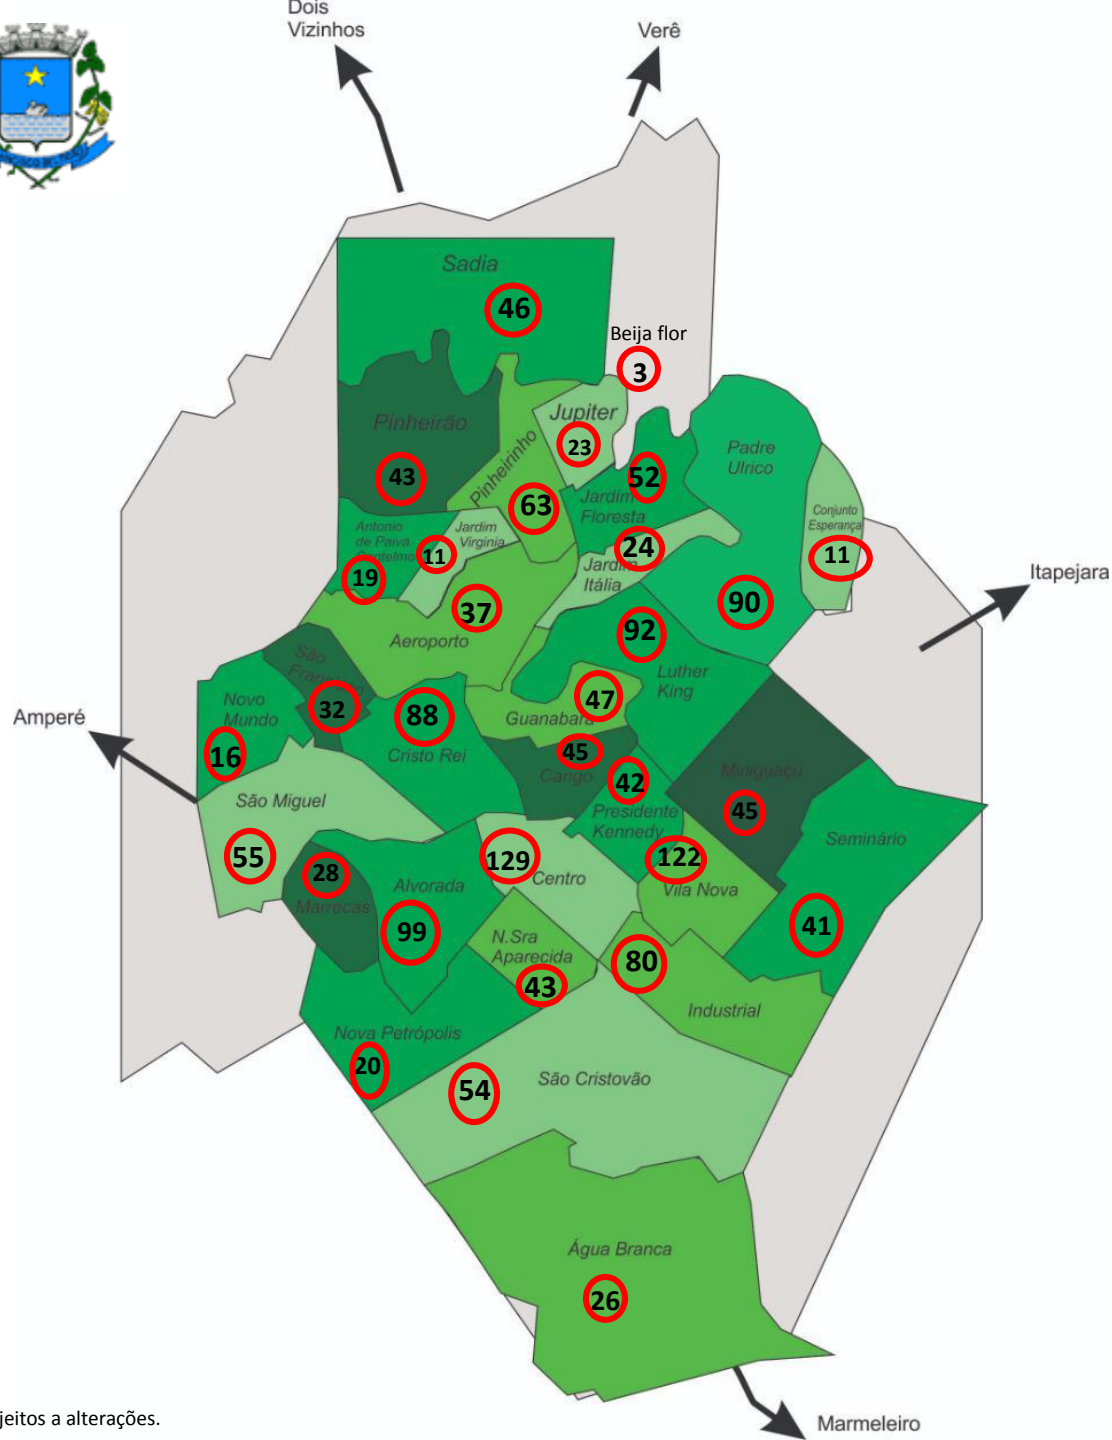 Dois
Vizinhos
Verê
Sadia
46
Beija flor
3
Pinheirão
43
Pinheirinho
63
Jupiter
23
52
Jardim
Floresta
Padre
Ulrico
90
Conjunto
Esperança
11
Antonio
de Paiva
Cantelmo
19
Jardim
Virginia
11
24
Jardim
Itália
Itapejara
37
Aeroporto
92
Luther
King
São
Francisco
32
Novo
Mundo
16
88
Cristo Rei
47
Guanabara
45
Cango
42
Presidente
Kennedy
Miniguaçu
45
Amperé
São Miguel
55
Seminário
41
28
Marrecas
Alvorada
99
129
Centro
122
Vila Nova
N.Sra
Aparecida
43
80
Industrial
Nova Petrópolis
20
54
São Cristovão
Água Branca
26
jeitos a alterações.
Marmeleiro